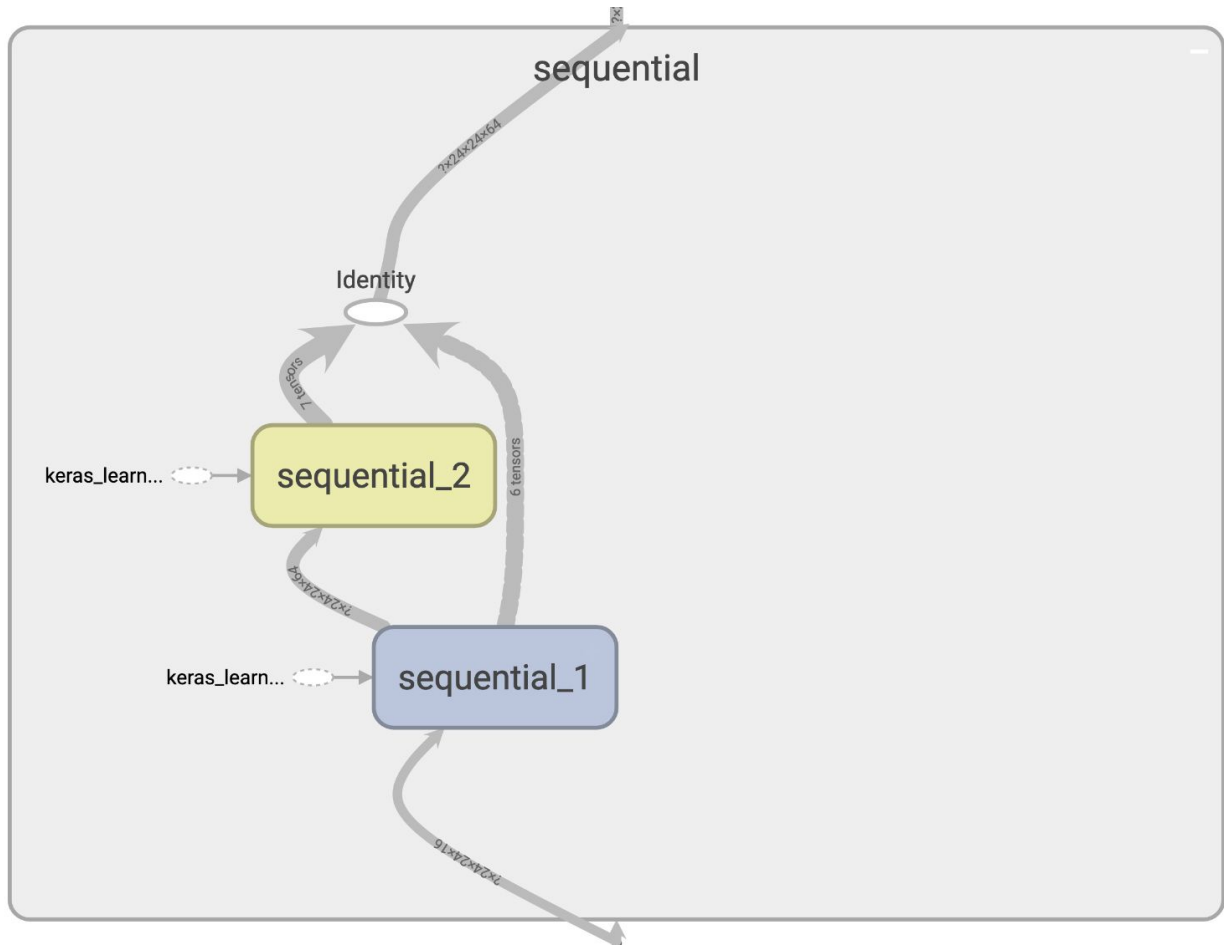 ?×
sequential
?×24×24×64
Identity
7 tensors
6 tensors
keras_learn...
sequential_2
?×24×24×64
keras_learn...
sequential_1
?×24×24×16